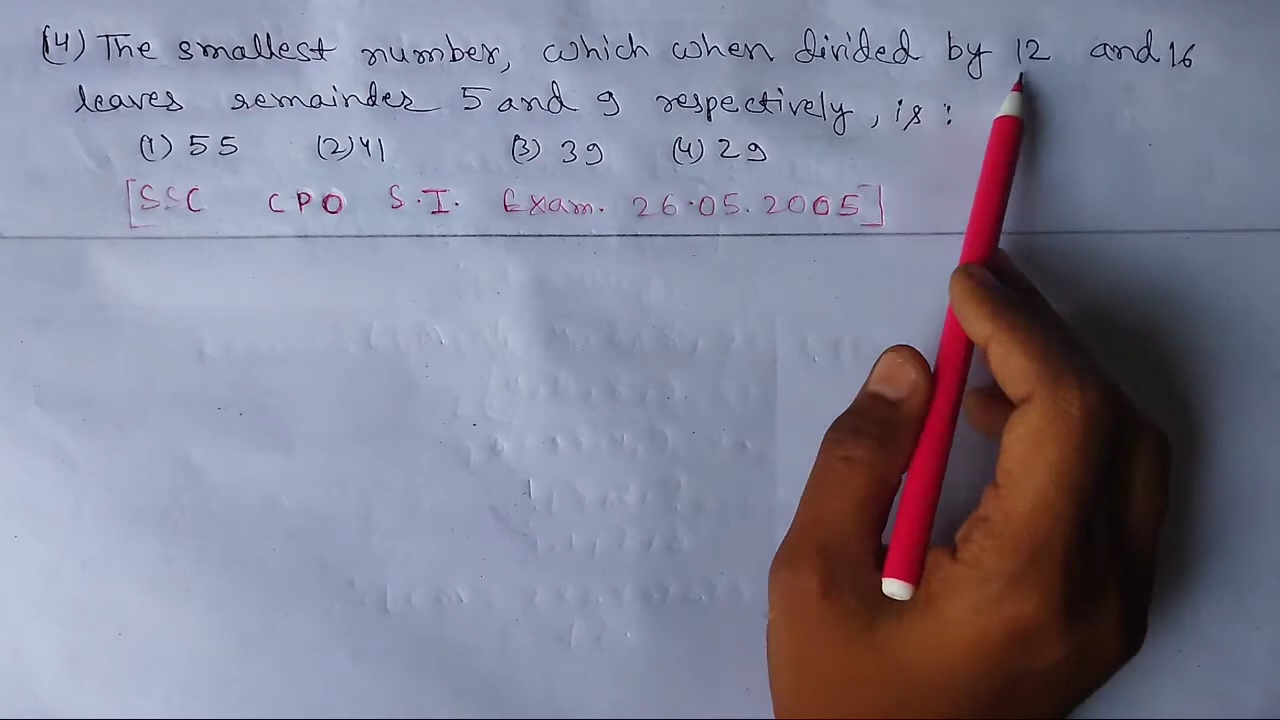 (4) The smallest number, which when divided by 12 and 16
leaves remainder 5 and 9 respectively, is :
(1) 55 (2) 41 (3) 39 (4) 29
[SSC CPO S.I. Exam. 26.05.2005]